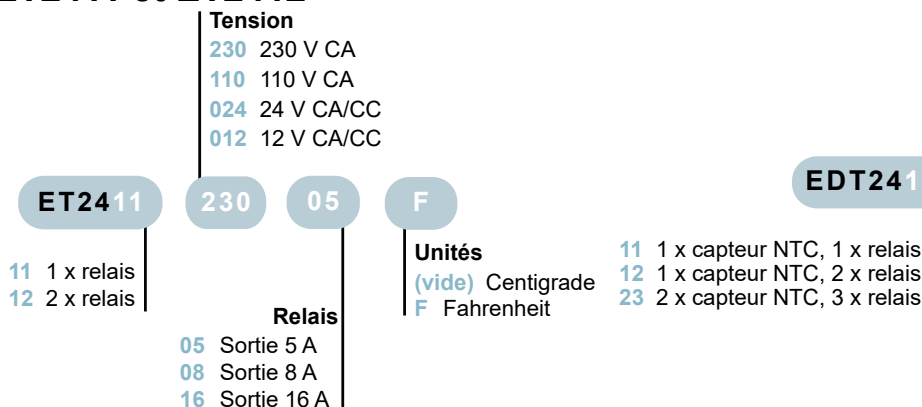 Tension
230 230 V CA
110 110 V CA
024 24 V CA/CC
012 12 V CA/CC
ET2411 230 05 F
11 1 x relais
12 2 x relais
Relais
05 Sortie 5 A
08 Sortie 8 A
16 Sortie 16 A
Unités
(vide) Centigrade
F Fahrenheit
EDT241
11 1 x capteur NTC, 1 x relais
12 1 x capteur NTC, 2 x relais
23 2 x capteur NTC, 3 x relais